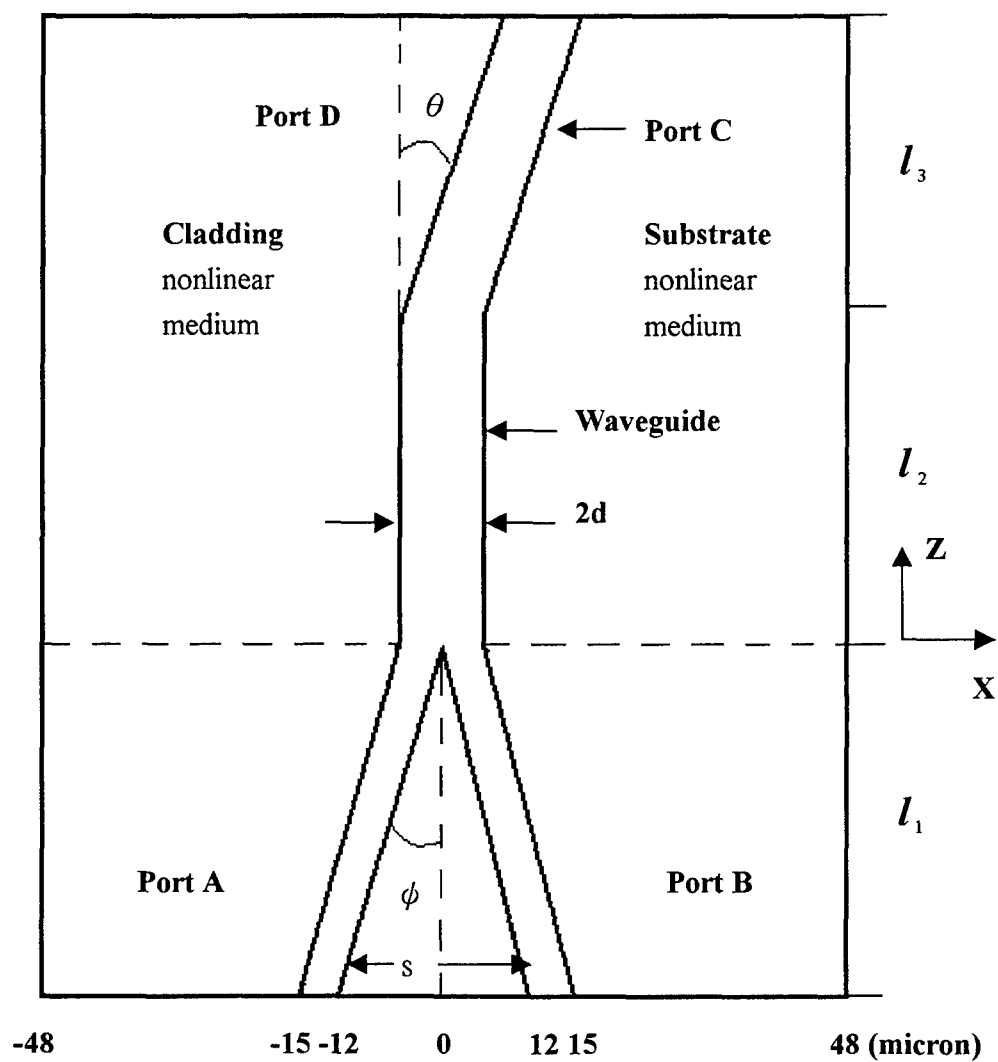 Port D
θ
Port C
l3
Cladding
nonlinear
medium
Substrate
nonlinear
medium
Waveguide
l2
2d
Z
X
l1
Port A
Port B
ϕ
s
-48 -15 -12 0 12 15 48 (micron)